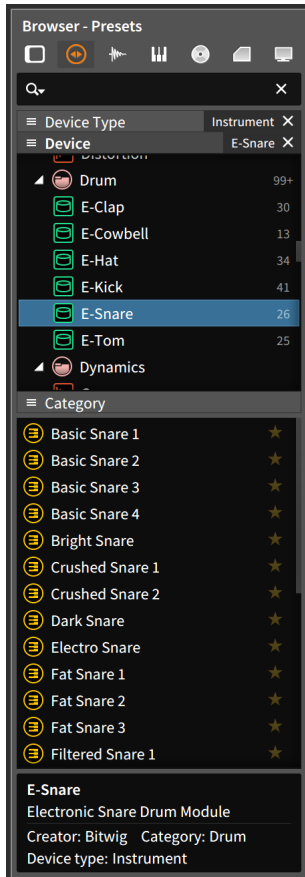 Browser - Presets
Device Type Instrument
Device E-Snare
Distortion
Drum 99+
E-Clap 30
E-Cowbell 13
E-Hat 34
E-Kick 41
E-Snare 26
E-Tom 25
Dynamics
Category
Basic Snare 1
Basic Snare 2
Basic Snare 3
Basic Snare 4
Bright Snare
Crushed Snare 1
Crushed Snare 2
Dark Snare
Electro Snare
Fat Snare 1
Fat Snare 2
Fat Snare 3
Filtered Snare 1
E-Snare
Electronic Snare Drum Module
Creator: Bitwig Category: Drum
Device type: Instrument